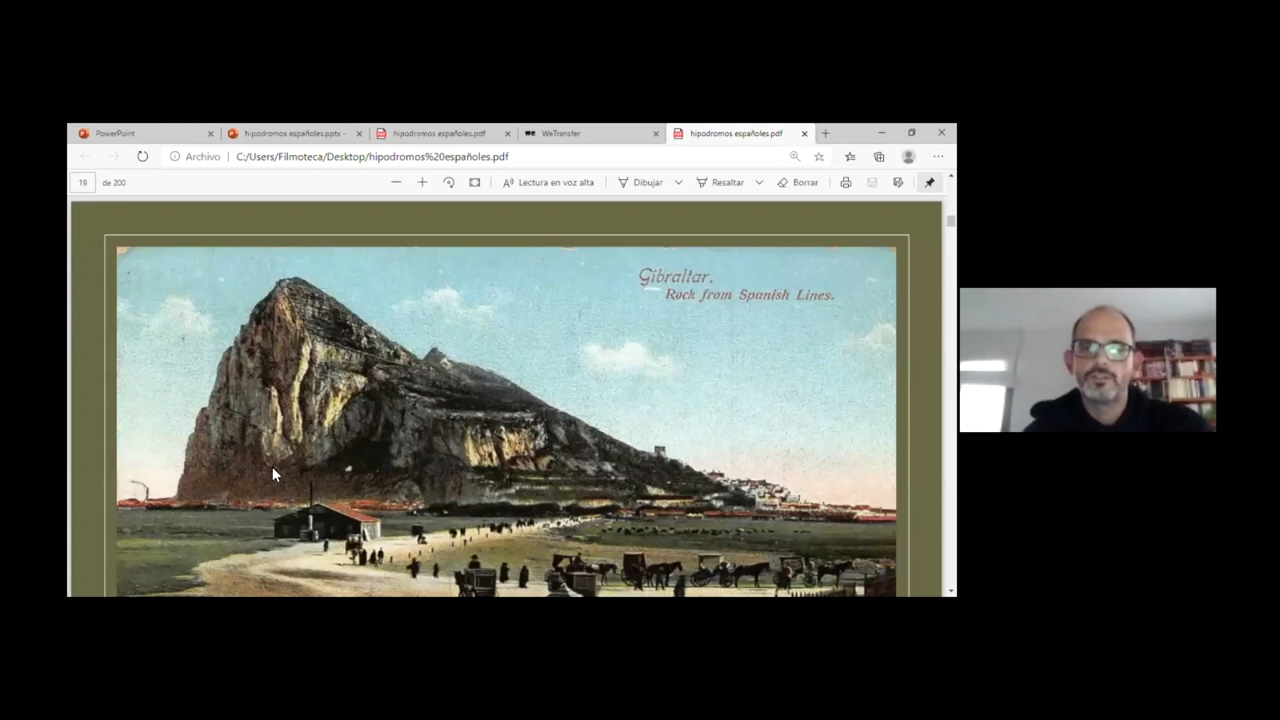 PowerPoint
hipodromos españoles.pptx -
hipodromos españoles.pdf
WeTransfer
hipodromos españoles.pdf
Archivo
C:/Users/Filmoteca/Desktop/hipodromos%20españoles.pdf
19 de 200
Lectura en voz alta
Dibujar
Resaltar
Borrar
Gibraltar.
Rock from Spanish Lines.